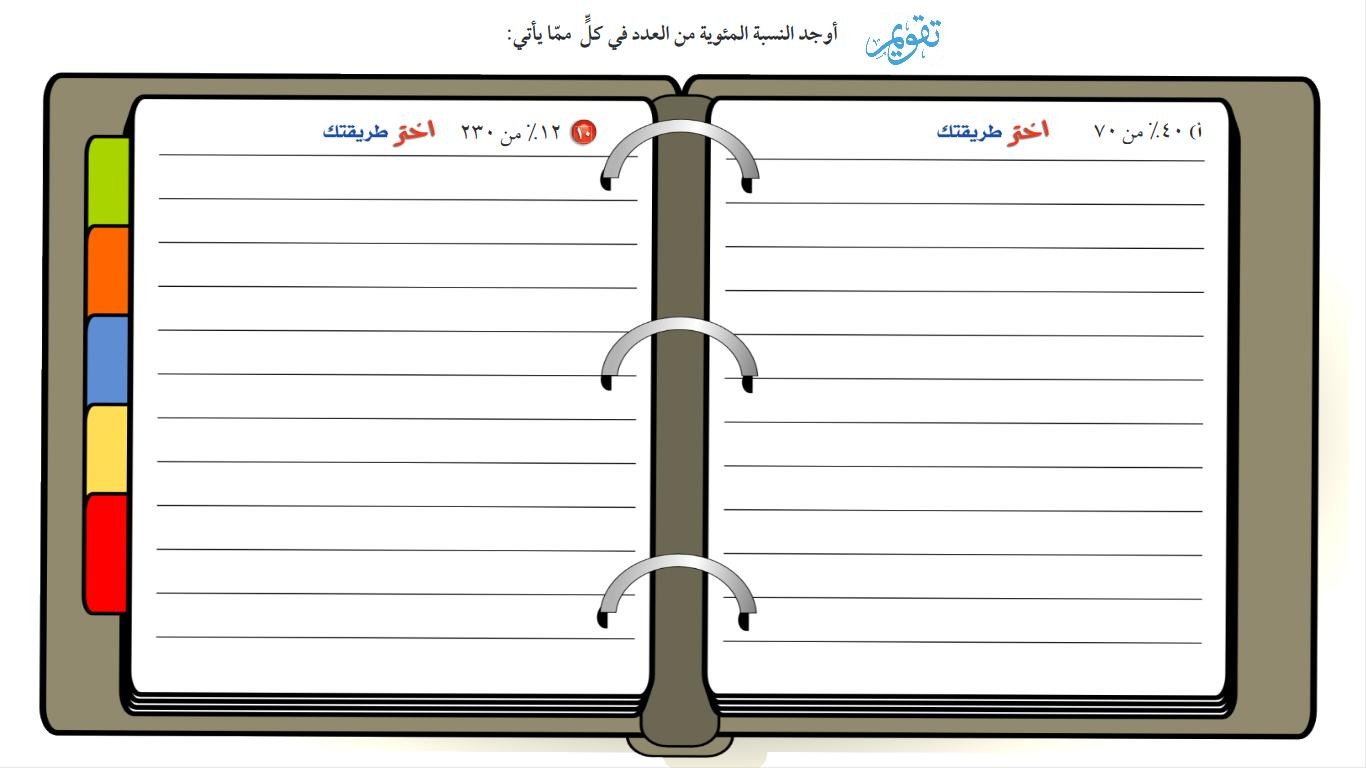 تقويم
أوجد النسبة المئوية من العدد في كلٍّ ممّا يأتي:
أ) ٤٠٪ من ٧٠ اختر طريقتك
١٠ ١٢٪ من ٢٣٠ اختر طريقتك